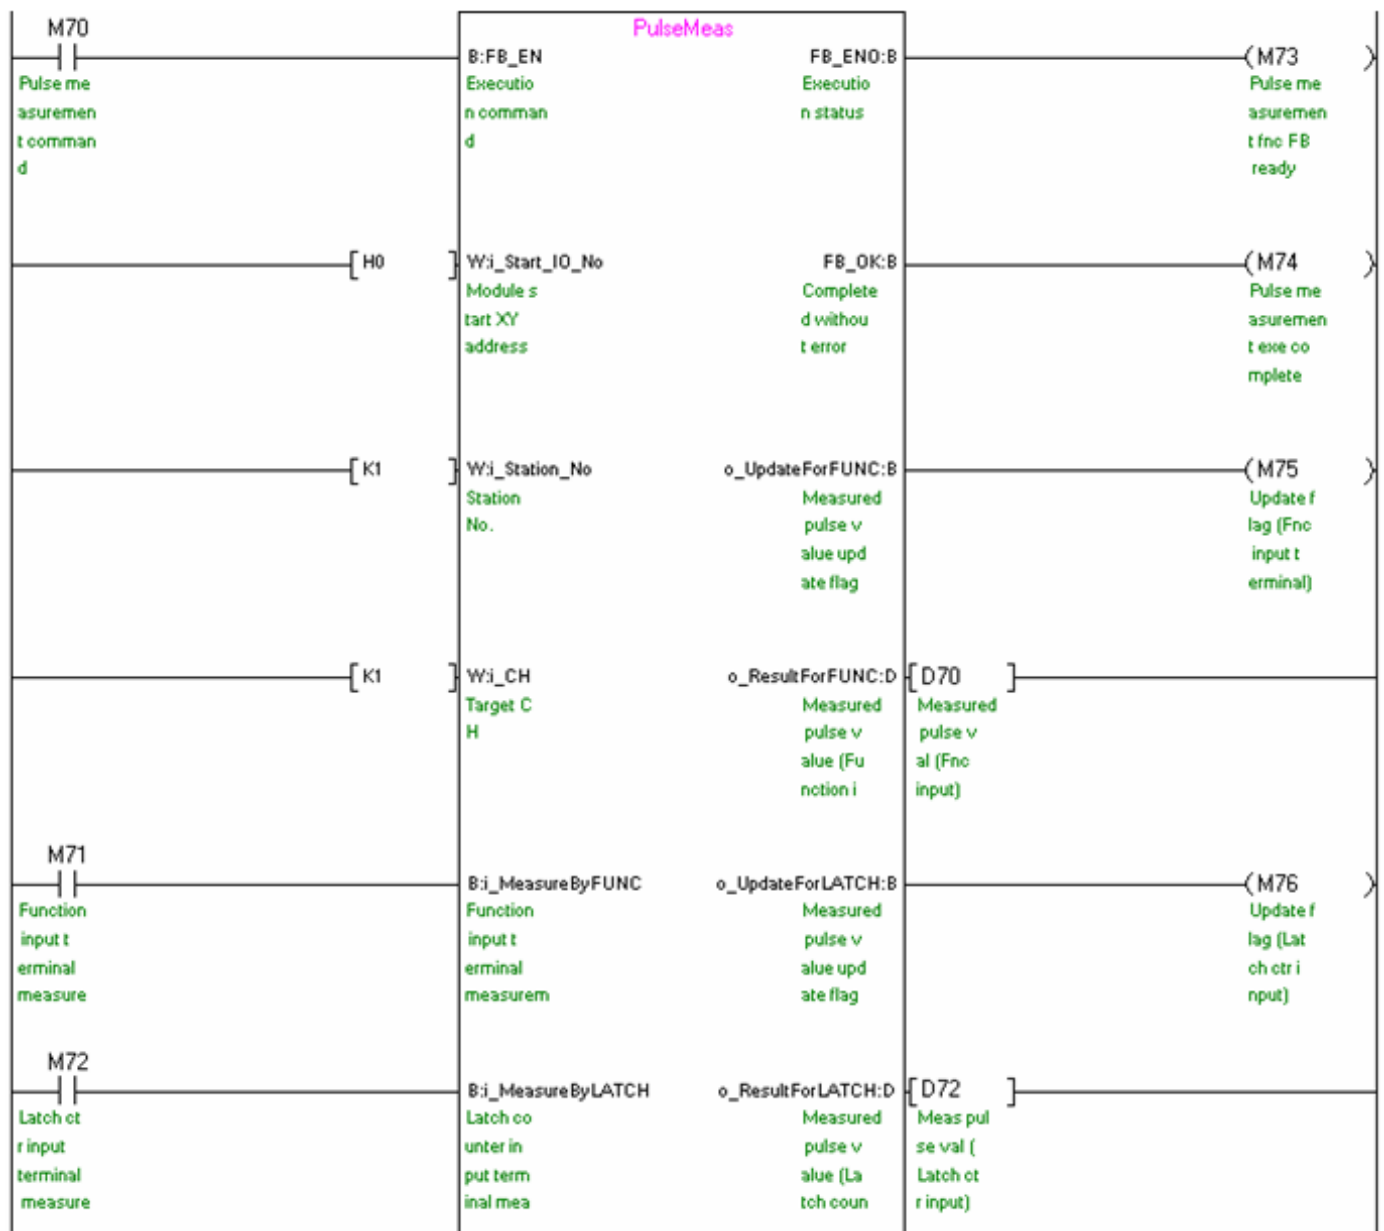 M70
PulseMeas
B:FB_EN
FB_ENO:B
(M73 )
Pulse me
asuremen
t comman
d
Executio
n comman
d
Executio
n status
Pulse me
asuremen
t fnc FB
ready
[ H0 ]
W:i_Start_IO_No
FB_OK:B
(M74 )
Module s
tart XY
address
Complete
d withou
t error
Pulse me
asuremen
t exe co
mplete
[ K1 ]
W:i_Station_No
o_UpdateForFUNC:B
(M75 )
Station
No.
Measured
pulse v
alue upd
ate flag
Update f
lag (Fnc
input t
erminal)
[ K1 ]
W:i_CH
o_ResultForFUNC:D
[ D70 ]
Target C
H
Measured
pulse v
alue (Fu
nction i
Measured
pulse v
al (Fnc
input)
M71
B:i_MeasureByFUNC
o_UpdateForLATCH:B
(M76 )
Function
input t
erminal
measure
Function
input t
erminal
measurem
Measured
pulse v
alue upd
ate flag
Update f
lag (Lat
ch ctr i
nput)
M72
B:i_MeasureByLATCH
o_ResultForLATCH:D
[ D72 ]
Latch ct
r input
terminal
measure
Latch co
unter in
put term
inal mea
Measured
pulse v
alue (La
tch coun
Meas pul
se val (
Latch ct
r input)